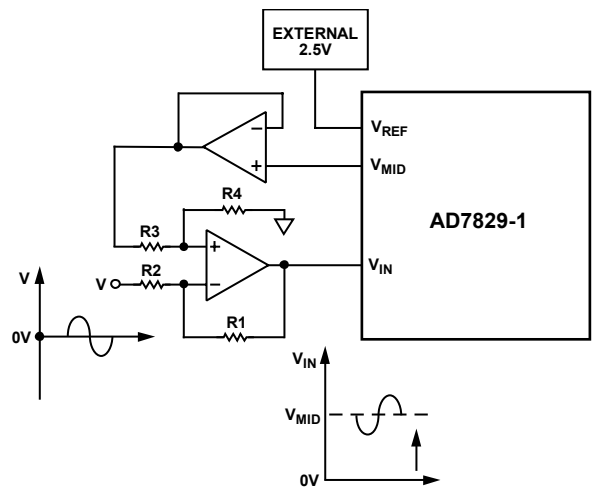 EXTERNAL
2.5V
VREF
VMID
AD7829-1
R4
R3
+
–
+
–
V
R2
VIN
R1
V
0V
VIN
VMID
0V